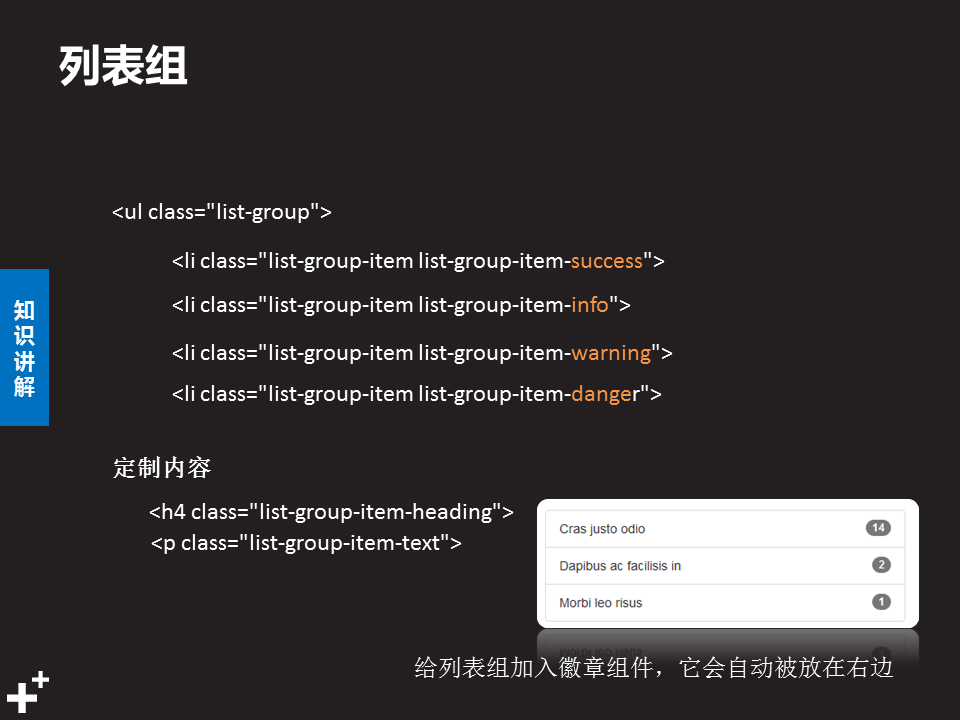 列表组
<ul class="list-group">
<li class="list-group-item list-group-item-success">
<li class="list-group-item list-group-item-info">
<li class="list-group-item list-group-item-warning">
<li class="list-group-item list-group-item-danger">
知识讲解
定制内容
<h4 class="list-group-item-heading">
<p class="list-group-item-text">
Cras justo odio 14
Dapibus ac facilisis in 2
Morbi leo risus 1
给列表组加入徽章组件，它会自动被放在右边